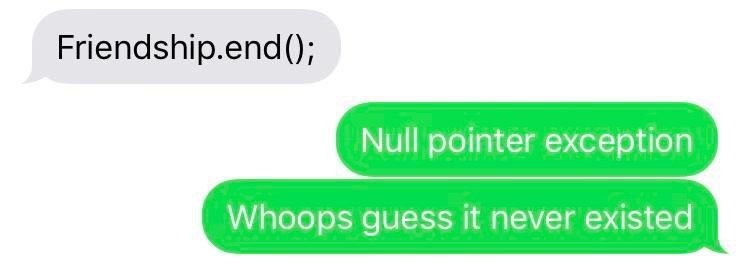 Friendship.end();
Null pointer exception
Whoops guess it never existed